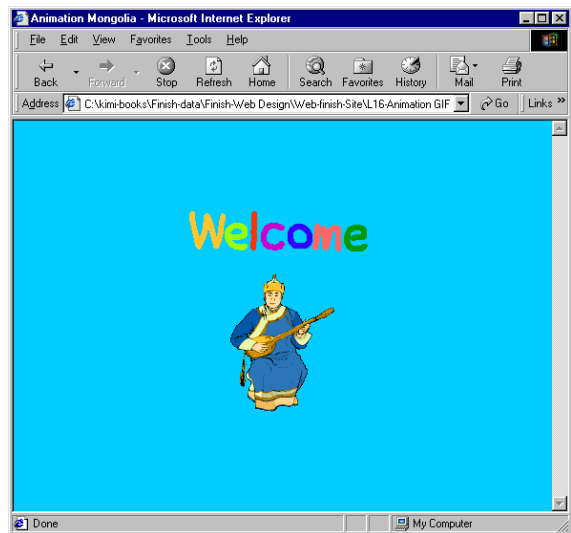 Animation Mongolia - Microsoft Internet Explorer
File Edit View Favorites Tools Help
Back Forward Stop Refresh Home Search Favorites History Mail Print
Address C:\kimi-books\Finish-data\Finish-Web Design\Web-finish-Site\L16-Animation GIF Go Links »
Welcome
Done My Computer